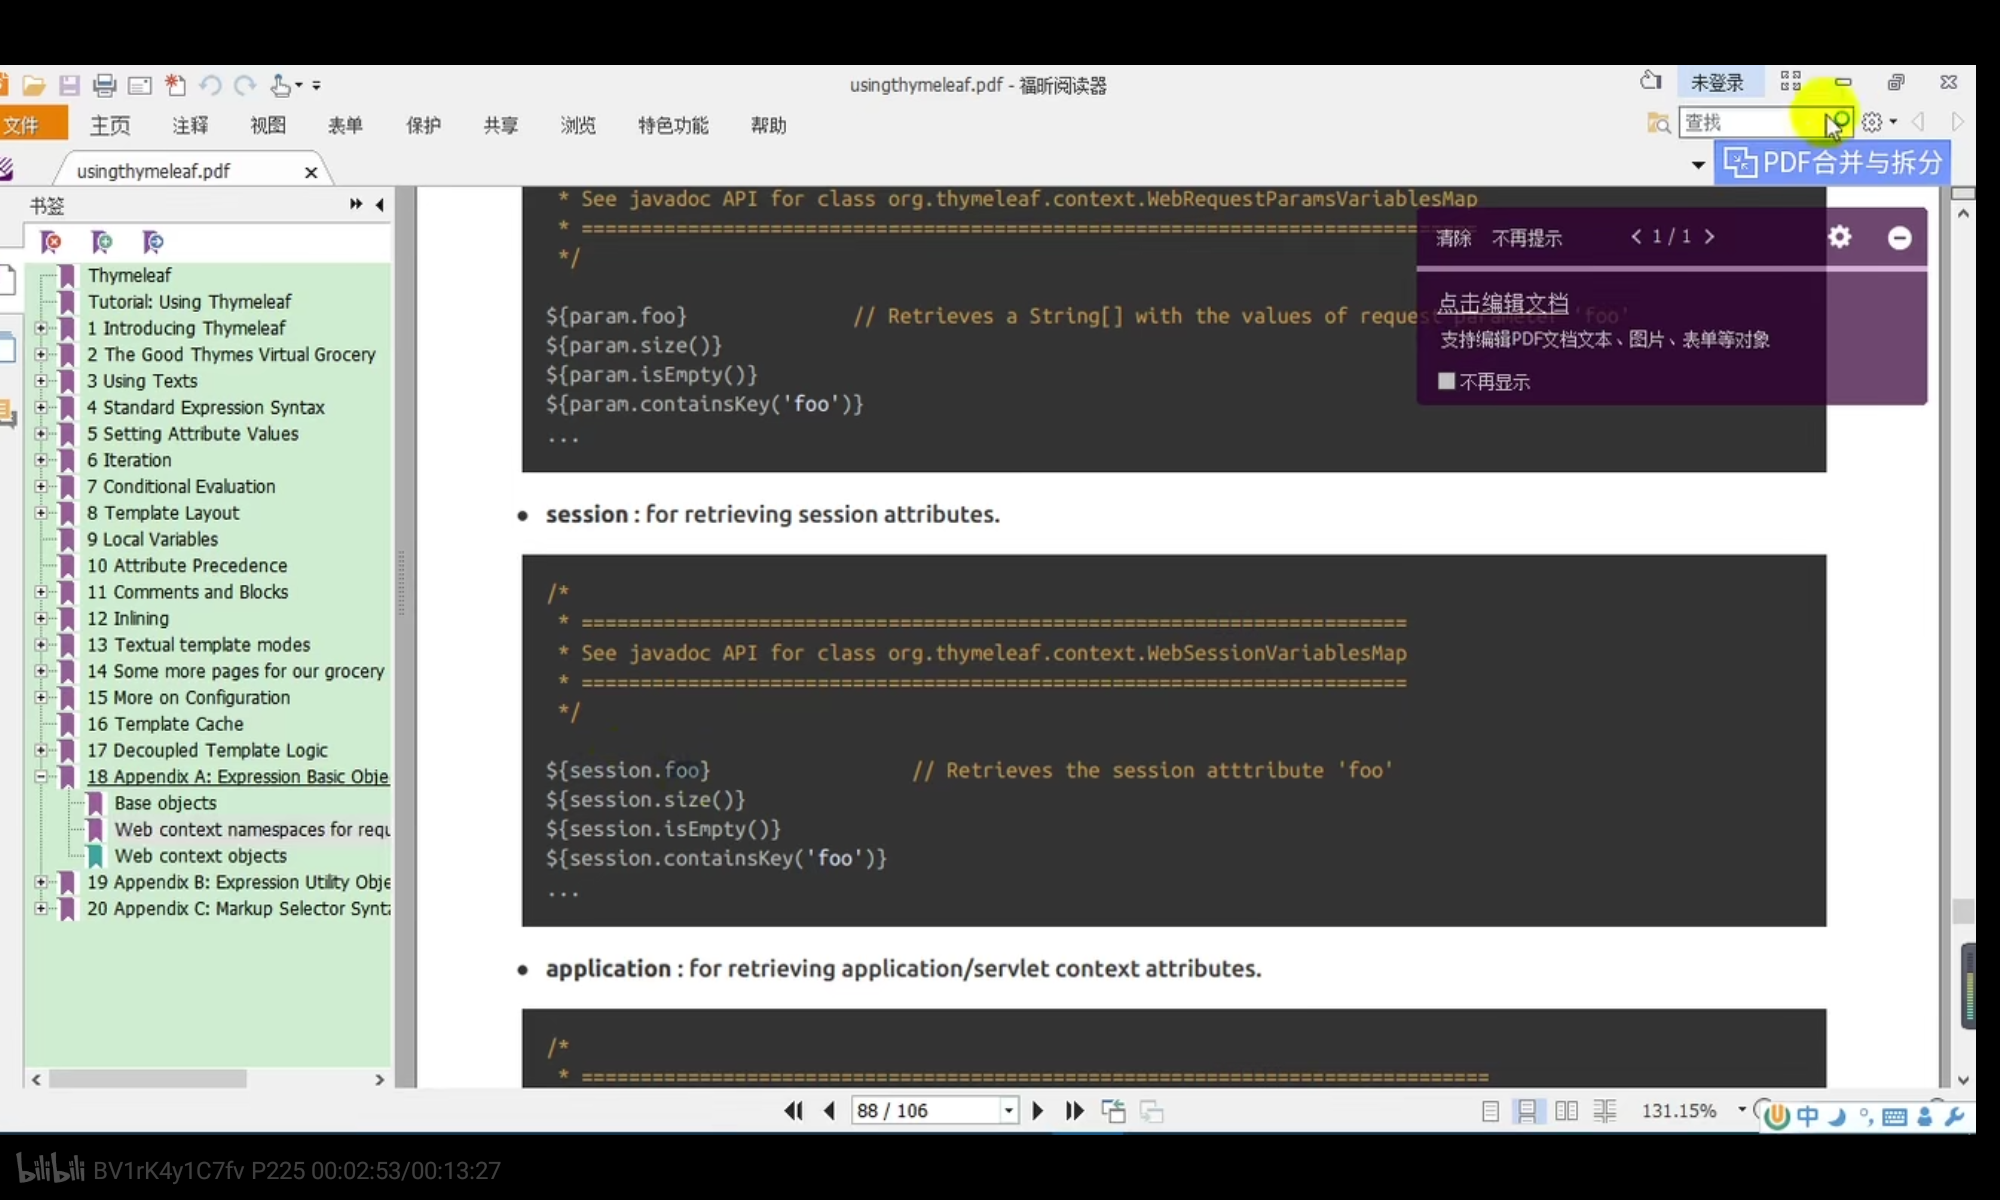 usingthymeleaf.pdf - 福昕阅读器
未登录
文件 主页 注释 视图 表单 保护 共享 浏览 特色功能 帮助
查找
usingthymeleaf.pdf
PDF合并与拆分
书签
Thymeleaf
Tutorial: Using Thymeleaf
1 Introducing Thymeleaf
2 The Good Thymes Virtual Grocery
3 Using Texts
4 Standard Expression Syntax
5 Setting Attribute Values
6 Iteration
7 Conditional Evaluation
8 Template Layout
9 Local Variables
10 Attribute Precedence
11 Comments and Blocks
12 Inlining
13 Textual template modes
14 Some more pages for our grocery
15 More on Configuration
16 Template Cache
17 Decoupled Template Logic
18 Appendix A: Expression Basic Obje
Base objects
Web context namespaces for requ
Web context objects
19 Appendix B: Expression Utility Obje
20 Appendix C: Markup Selector Synta
* See javadoc API for class org.thymeleaf.context.WebRequestParamsVariablesMap
* ============================================================================
*/
${param.foo} // Retrieves a String[] with the values of request parameter 'foo'
${param.size()}
${param.isEmpty()}
${param.containsKey('foo')}
...
清除 不再提示 < 1 / 1 >
点击编辑文档
支持编辑PDF文档文本、图片、表单等对象
不再显示
• session : for retrieving session attributes.
/*
* ======================================================================
* See javadoc API for class org.thymeleaf.context.WebSessionVariablesMap
* ======================================================================
*/
${session.foo} // Retrieves the session atttribute 'foo'
${session.size()}
${session.isEmpty()}
${session.containsKey('foo')}
...
• application : for retrieving application/servlet context attributes.
/*
* =============================================================================
88 / 106
131.15%
中
bilibili BV1rK4y1C7fv P225 00:02:53/00:13:27